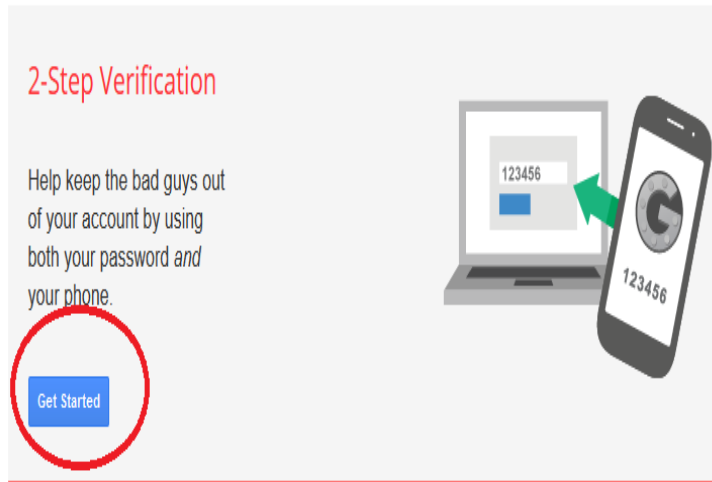 2-Step Verification
Help keep the bad guys out
of your account by using
both your password and
your phone.
Get Started
123456
123456